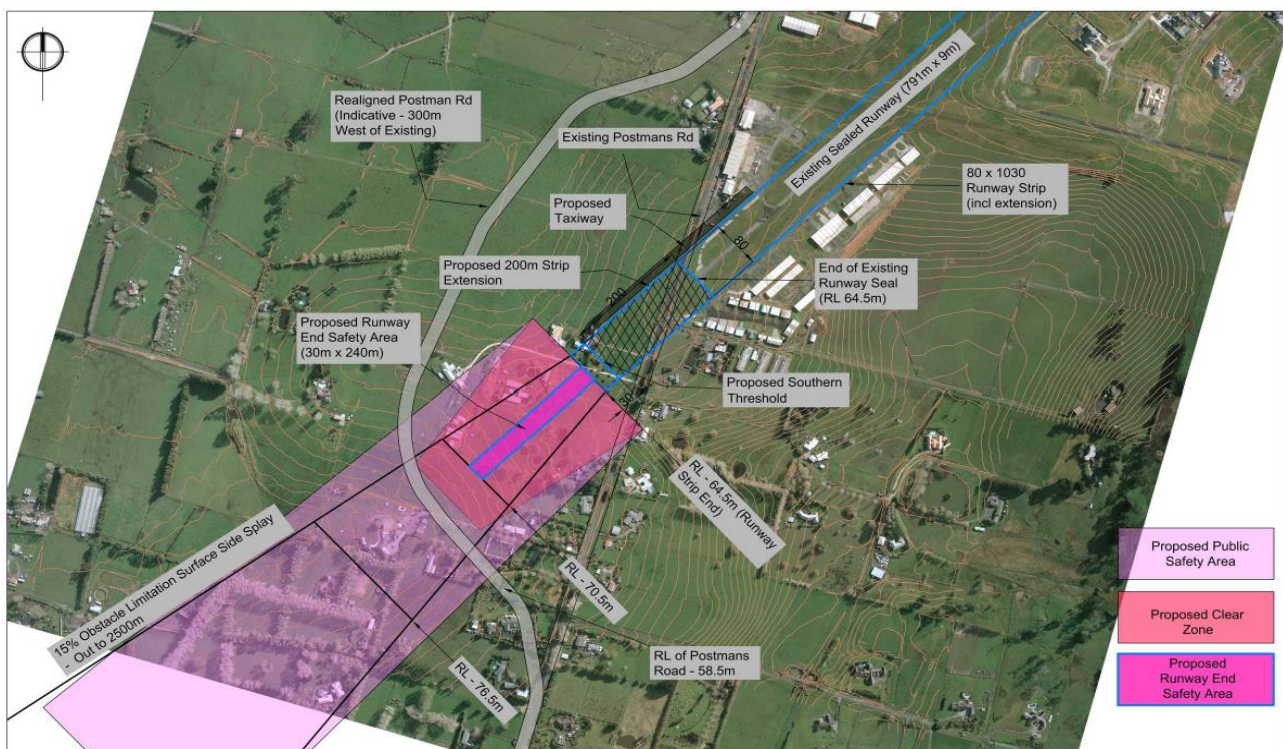 Realigned Postman Rd
(Indicative - 300m
West of Existing)
Existing Postmans Rd
Existing Sealed Runway (791m x 9m)
Proposed
Taxiway
80 x 1030
Runway Strip
(incl extension)
80
Proposed 200m Strip
Extension
200
End of Existing
Runway Seal
(RL 64.5m)
Proposed Runway
End Safety Area
(30m x 240m)
Proposed Southern
Threshold
30
RL - 64.5m (Runway
Strip End)
15% Obstacle Limitation Surface Side Splay
- Out to 2500m
RL - 70.5m
RL - 76.5m
RL of Postmans
Road - 58.5m
Proposed Public
Safety Area
Proposed Clear
Zone
Proposed
Runway End
Safety Area